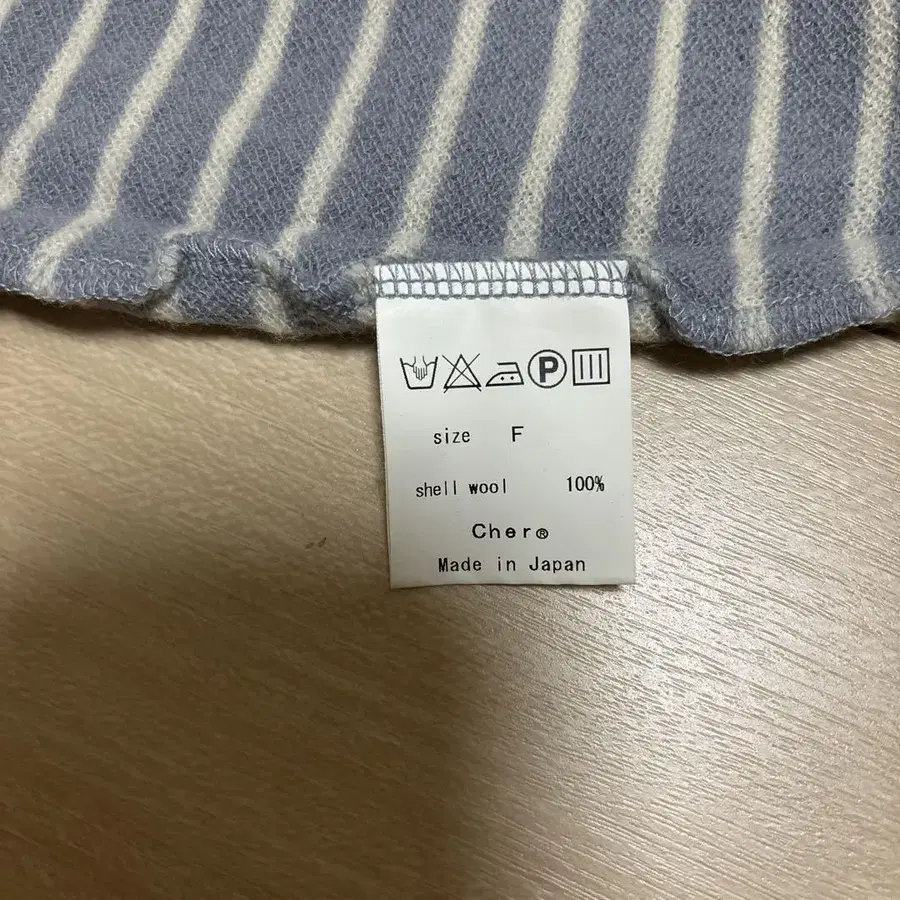 P
size F
shell wool 100%
Cher®
Made in Japan